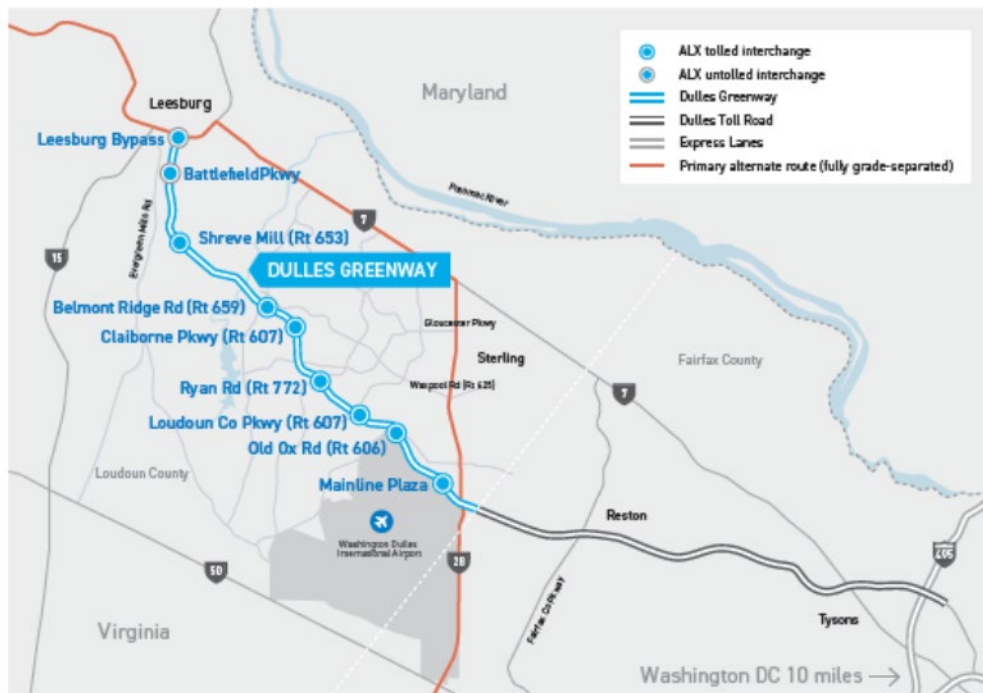 ALX tolled interchange
ALX untolled interchange
Dulles Greenway
Dulles Toll Road
Express Lanes
Primary alternate route (fully grade-separated)
Maryland
Leesburg
Leesburg Bypass
BattlefieldPkwy
Potomac River
7
Evergreen Mills Rd
Shreve Mill (Rt 653)
15
DULLES GREENWAY
Belmont Ridge Rd (Rt 659)
Claiborne Pkwy (Rt 607)
Gloucester Pkwy
Sterling
Fairfax County
Ryan Rd (Rt 772)
Waxpool Rd (Rt 625)
7
Loudoun Co Pkwy (Rt 607)
Old Ox Rd (Rt 606)
Loudoun County
Mainline Plaza
Reston
Washington Dulles
International Airport
495
28
50
Fairfax Co Pkway
Tysons
Virginia
Washington DC 10 miles →